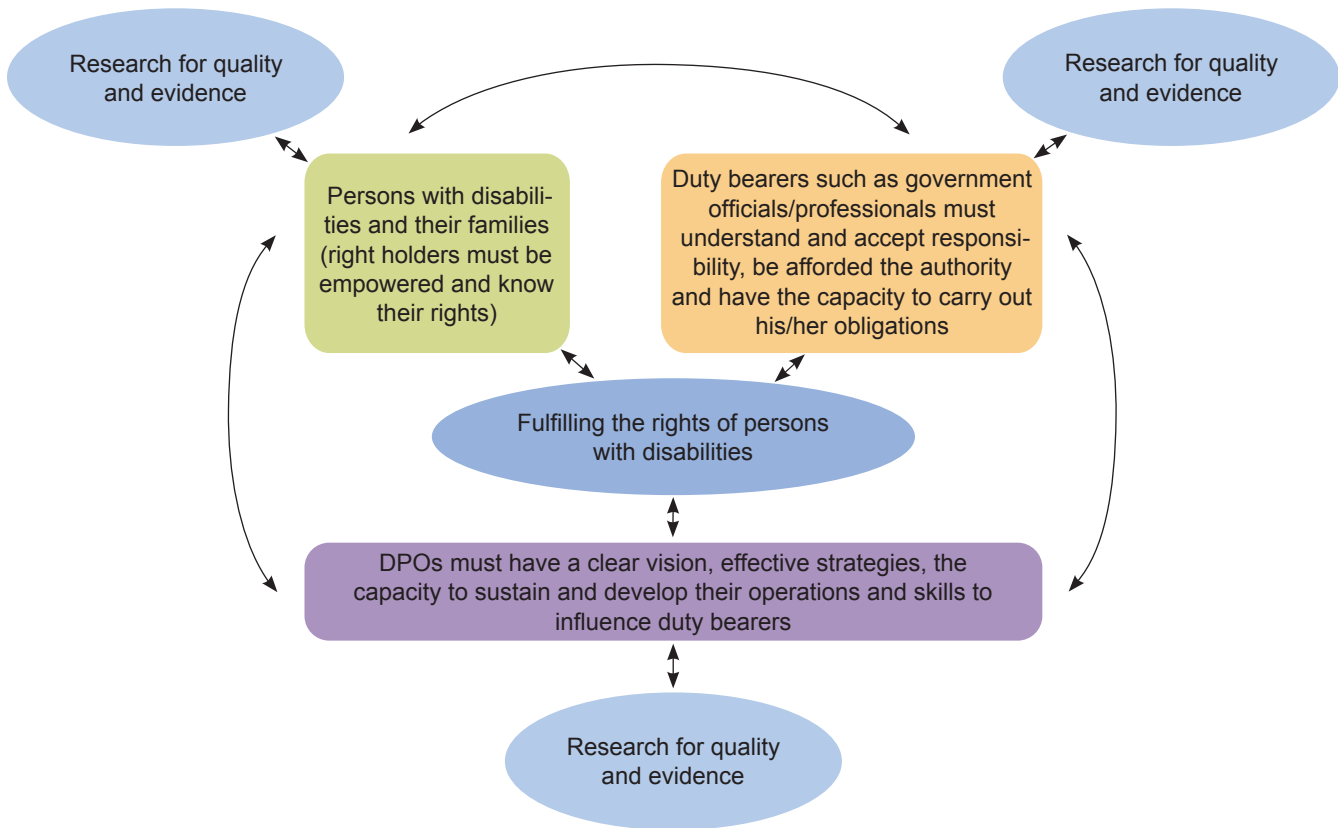 Research for quality
and evidence
Research for quality
and evidence
Persons with disabili-
ties and their families
(right holders must be
empowered and know
their rights)
Duty bearers such as government
officials/professionals must
understand and accept responsi-
bility, be afforded the authority
and have the capacity to carry out
his/her obligations
Fulfilling the rights of persons
with disabilities
DPOs must have a clear vision, effective strategies, the
capacity to sustain and develop their operations and skills to
influence duty bearers
Research for quality
and evidence